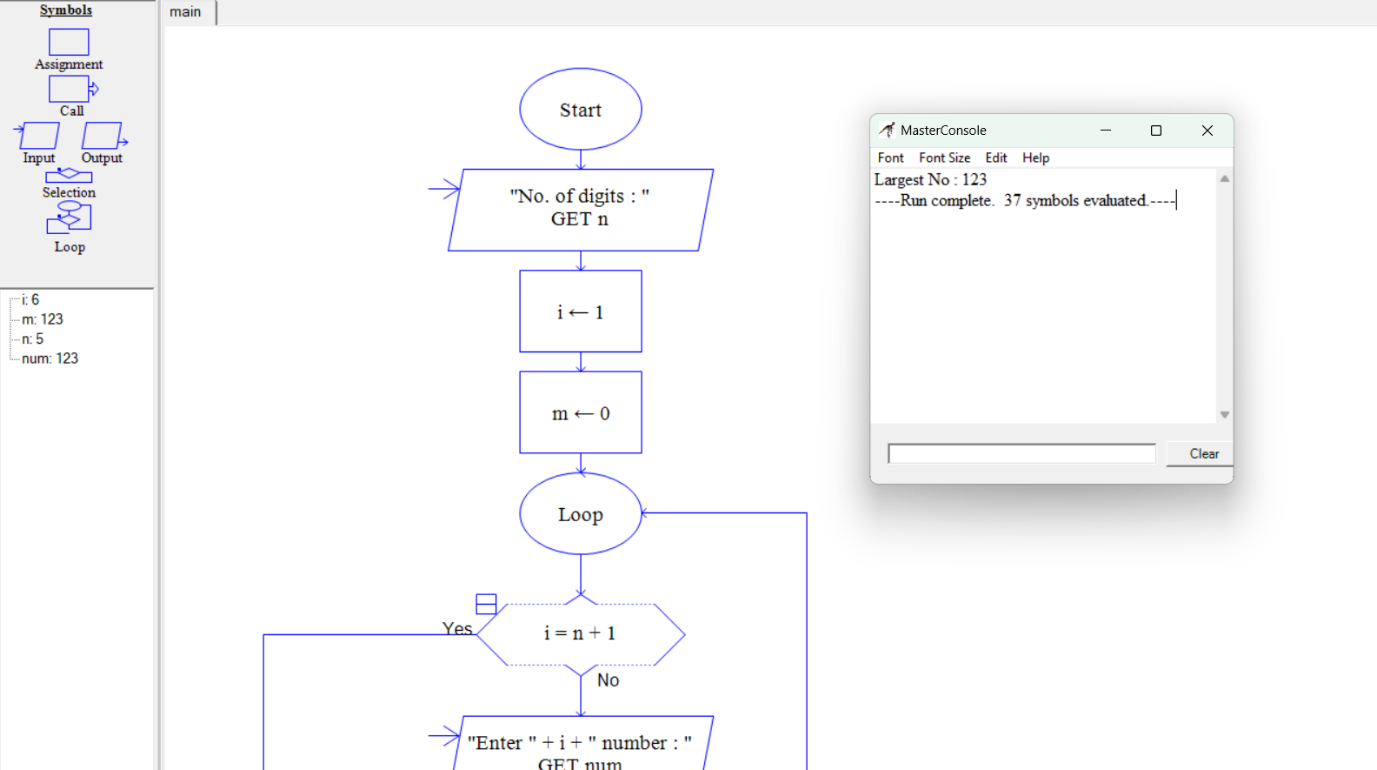 Symbols
Assignment
Call
Input Output
Selection
Loop
i: 6
m: 123
n: 5
num: 123
main
Start
"No. of digits : "
GET n
i ← 1
m ← 0
Loop
i = n + 1
Yes
No
"Enter " + i + " number : "
GET num
MasterConsole
Font Font Size Edit Help
Largest No : 123
----Run complete. 37 symbols evaluated.----
Clear